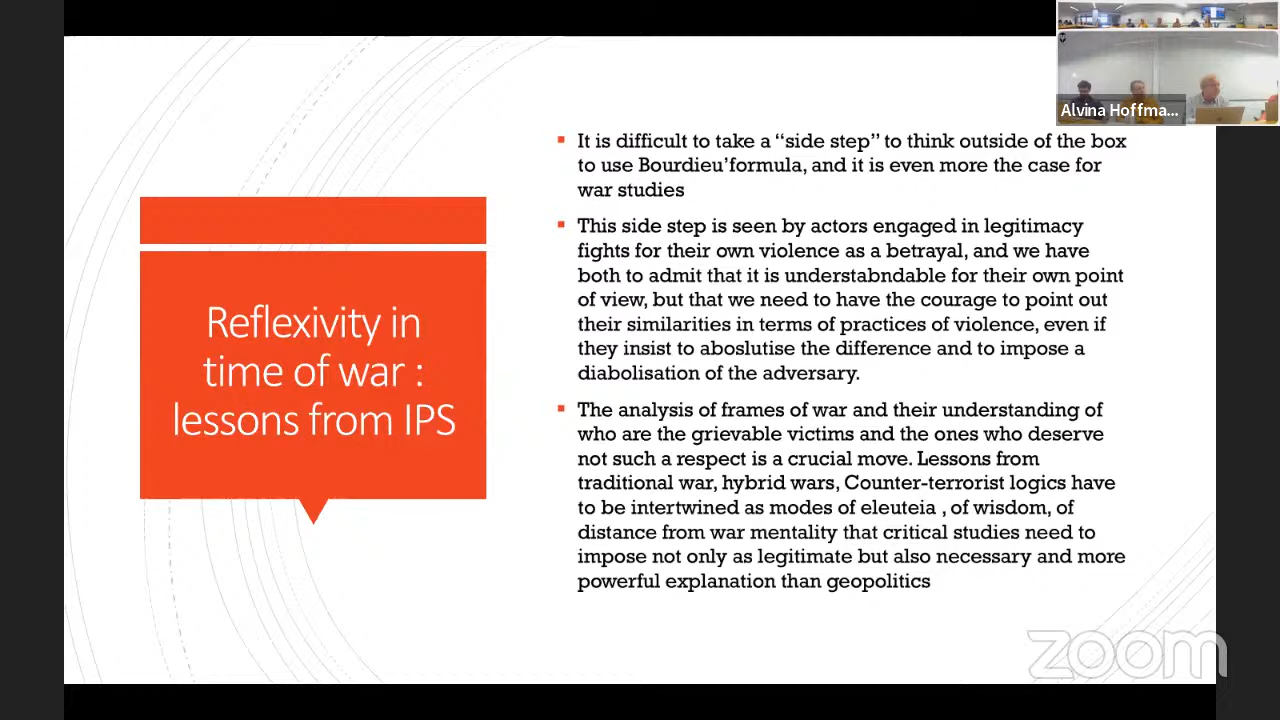 Alvina Hoffma...
Reflexivity in
time of war :
lessons from IPS
It is difficult to take a “side step” to think outside of the box
to use Bourdieu’formula, and it is even more the case for
war studies
This side step is seen by actors engaged in legitimacy
fights for their own violence as a betrayal, and we have
both to admit that it is understabndable for their own point
of view, but that we need to have the courage to point out
their similarities in terms of practices of violence, even if
they insist to aboslutise the difference and to impose a
diabolisation of the adversary.
The analysis of frames of war and their understanding of
who are the grievable victims and the ones who deserve
not such a respect is a crucial move. Lessons from
traditional war, hybrid wars, Counter-terrorist logics have
to be intertwined as modes of eleuteia , of wisdom, of
distance from war mentality that critical studies need to
impose not only as legitimate but also necessary and more
powerful explanation than geopolitics
zoom